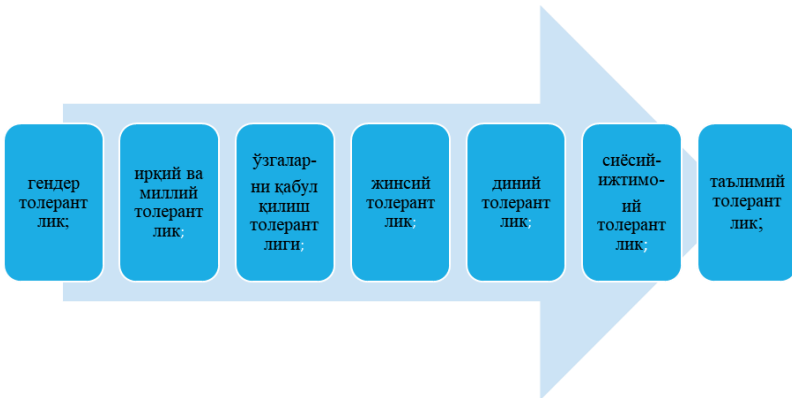 гендер
толерант
лик;
ирқий ва
миллий
толерант
лик;
ўзгалар-
ни қабул
қилиш
толерант
лиги;
жинсий
толерант
лик;
диний
толерант
лик;
сиёсий-
ижтимо-
ий
толерант
лик;
таълимий
толерант
лик;